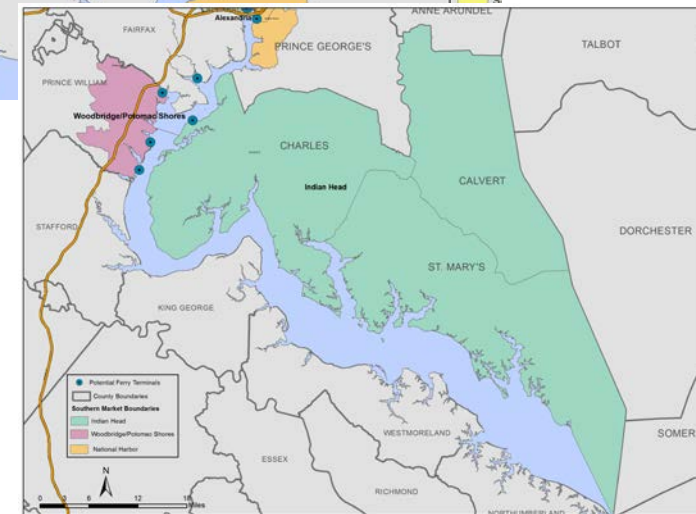 ANNE ARUNDEL
Alexandria
FAIRFAX
PRINCE GEORGE'S
TALBOT
PRINCE WILLIAM
Woodbridge/Potomac Shores
CHARLES
CALVERT
Indian Head
STAFFORD
DORCHESTER
ST. MARY'S
KING GEORGE
Potential Ferry Terminals
County Boundaries
Southern Market Boundaries
Indian Head
Woodbridge/Potomac Shores
National Harbor
WESTMORELAND
SOMER
ESSEX
N
RICHMOND
0 3 6 12 18
Miles
NORTHUMBERLAND